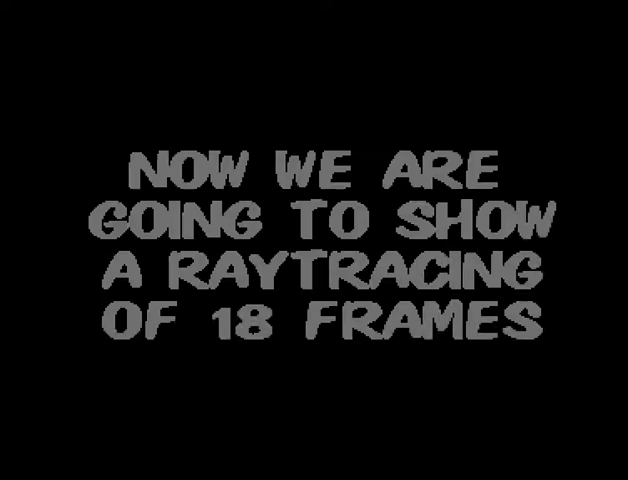 NOW WE ARE
GOING TO SHOW
A RAYTRACING
OF 18 FRAMES